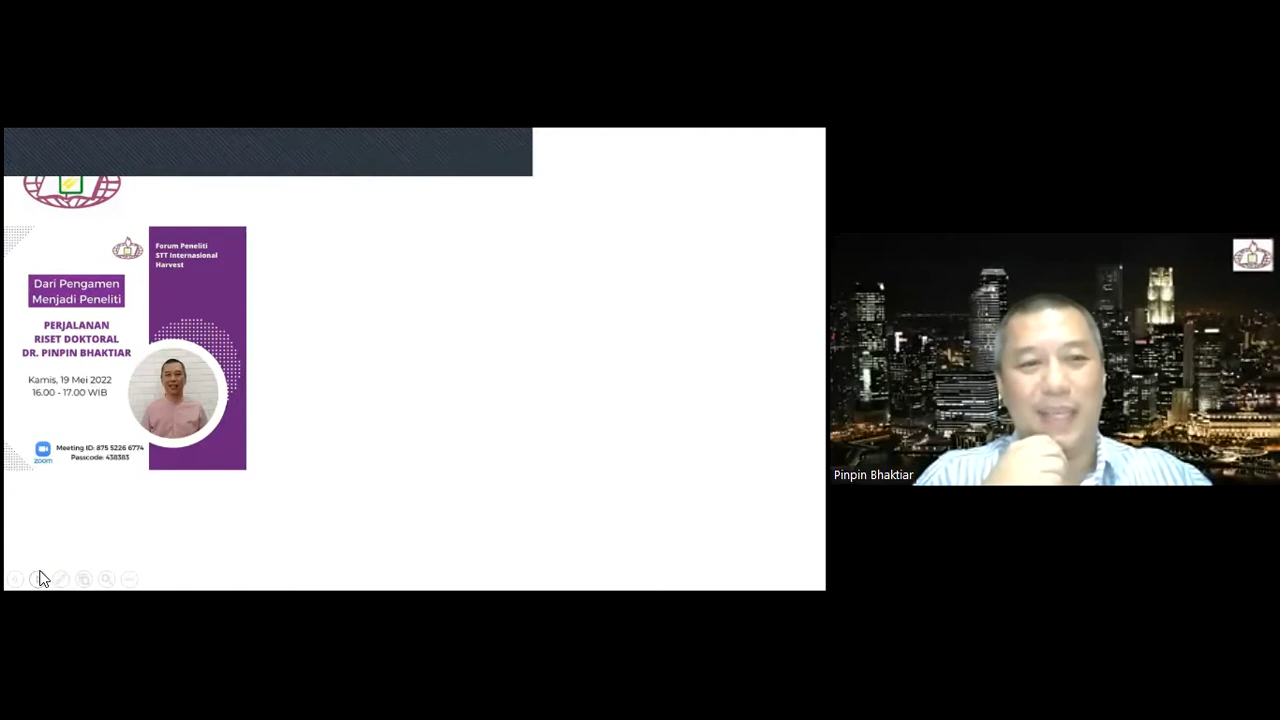 Forum Peneliti
STT Internasional
Harvest
Dari Pengamen
Menjadi Peneliti
PERJALANAN
RISET DOKTORAL
DR. PINPIN BHAKTIAR
Kamis, 19 Mei 2022
16.00 - 17.00 WIB
zoom
Meeting ID: 875 5226 6774
Passcode: 438383
Pinpin Bhaktiar